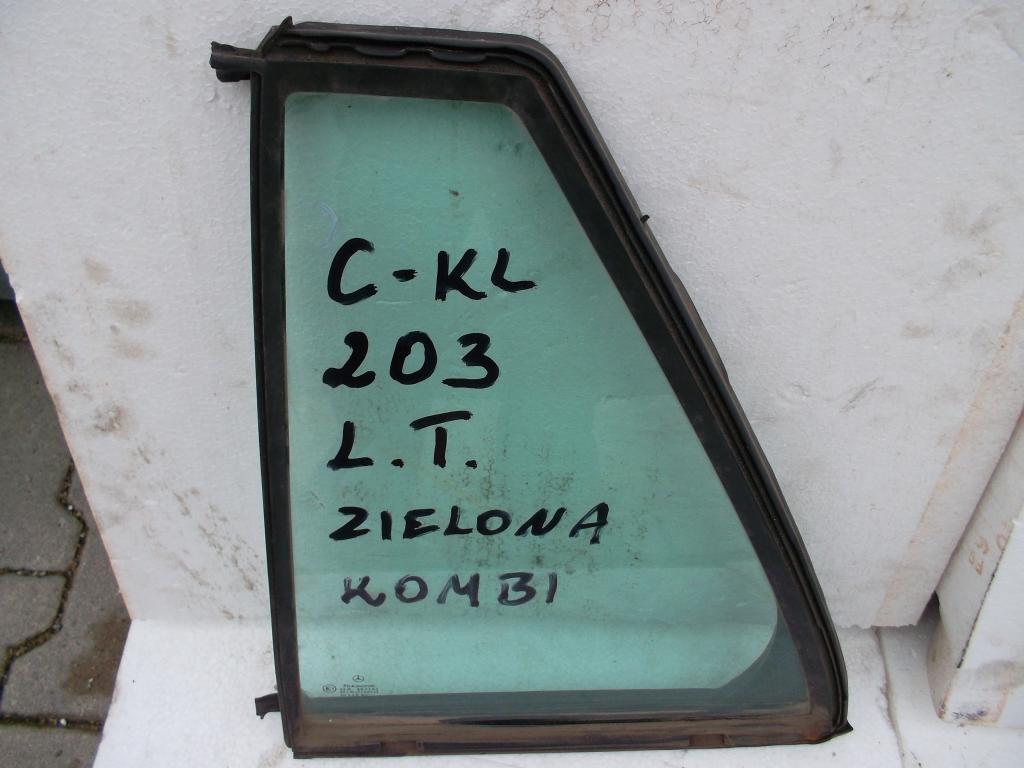 C-KL
203
L.T.
ZIELONA
KOMBI